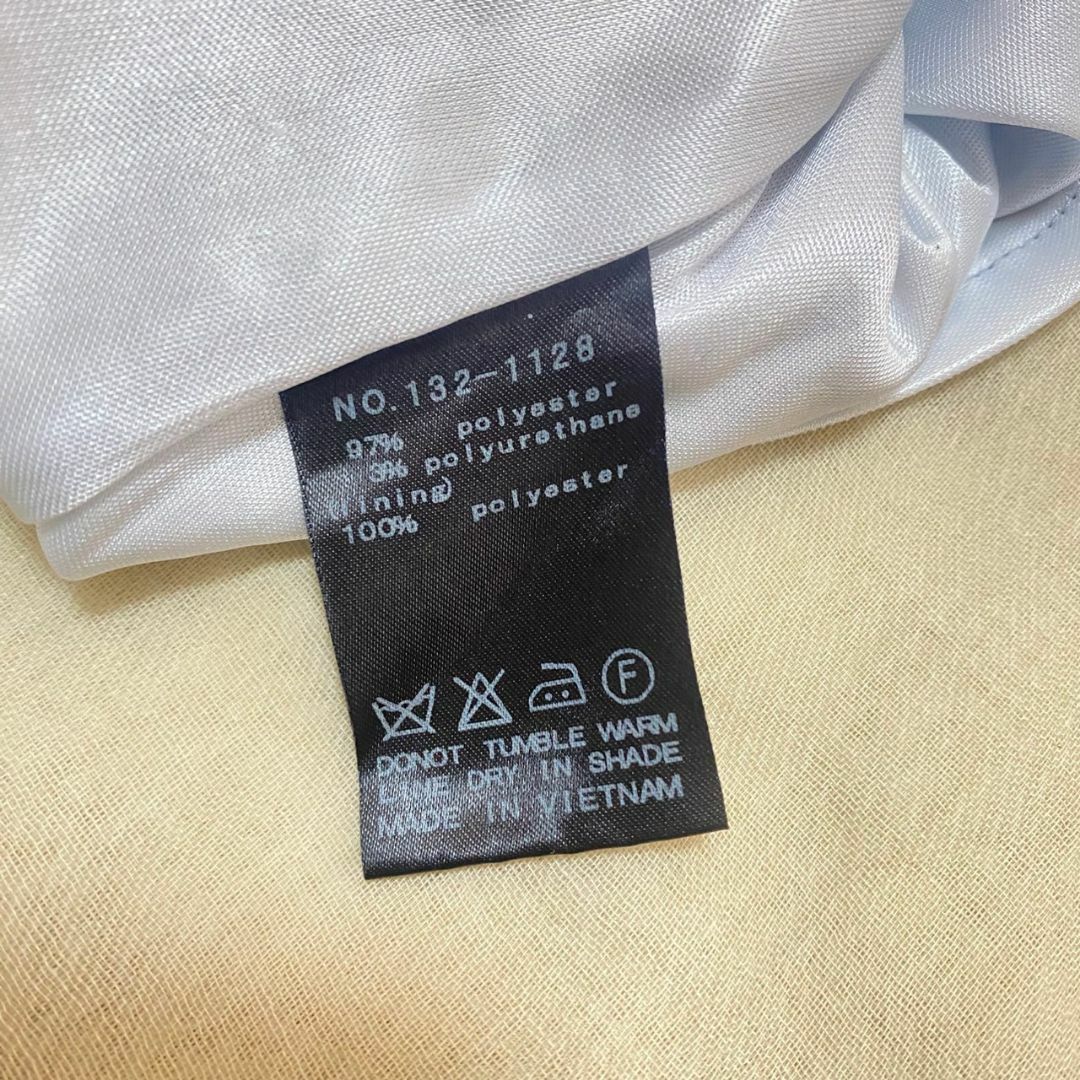 NO.132-1128
97% polyester
3% polyurethane
(lining)
100% polyester
F
DONOT TUMBLE WARM
LINE DRY IN SHADE
MADE IN VIETNAM